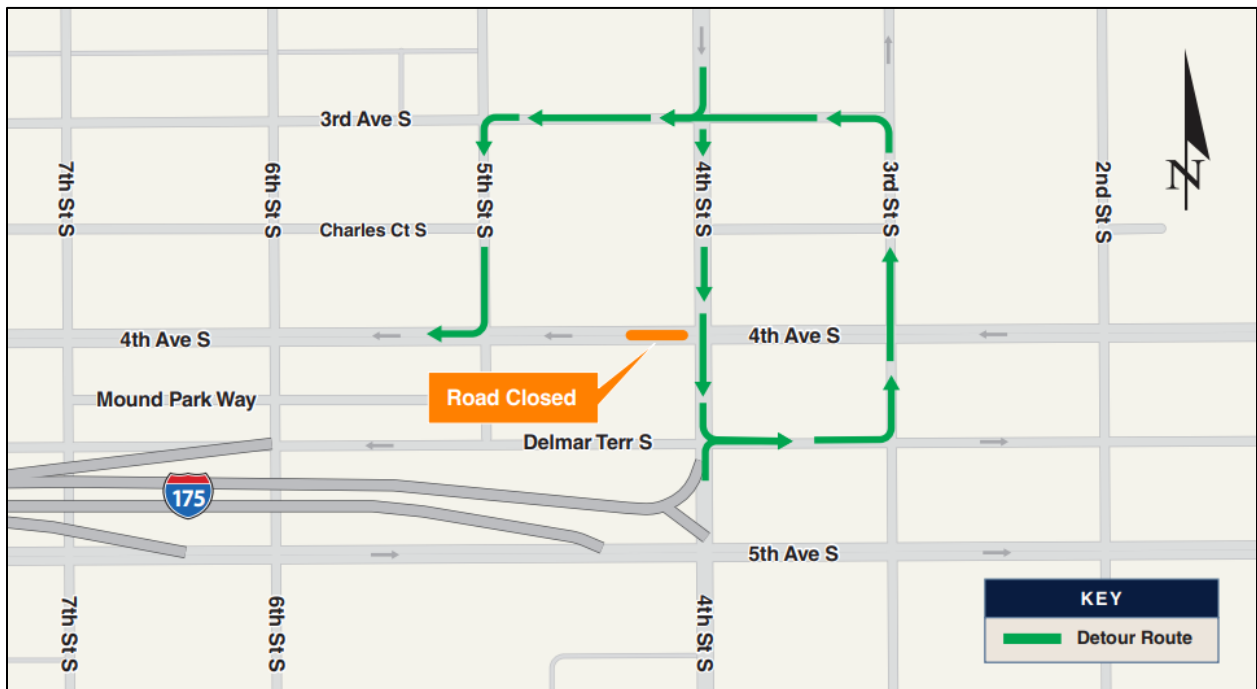 3rd Ave S
7th St S
6th St S
5th St S
4th St S
3rd St S
2nd St S
N
Charles Ct S
4th Ave S
4th Ave S
Mound Park Way
Road Closed
Delmar Terr S
175
5th Ave S
7th St S
6th St S
4th St S
KEY
Detour Route